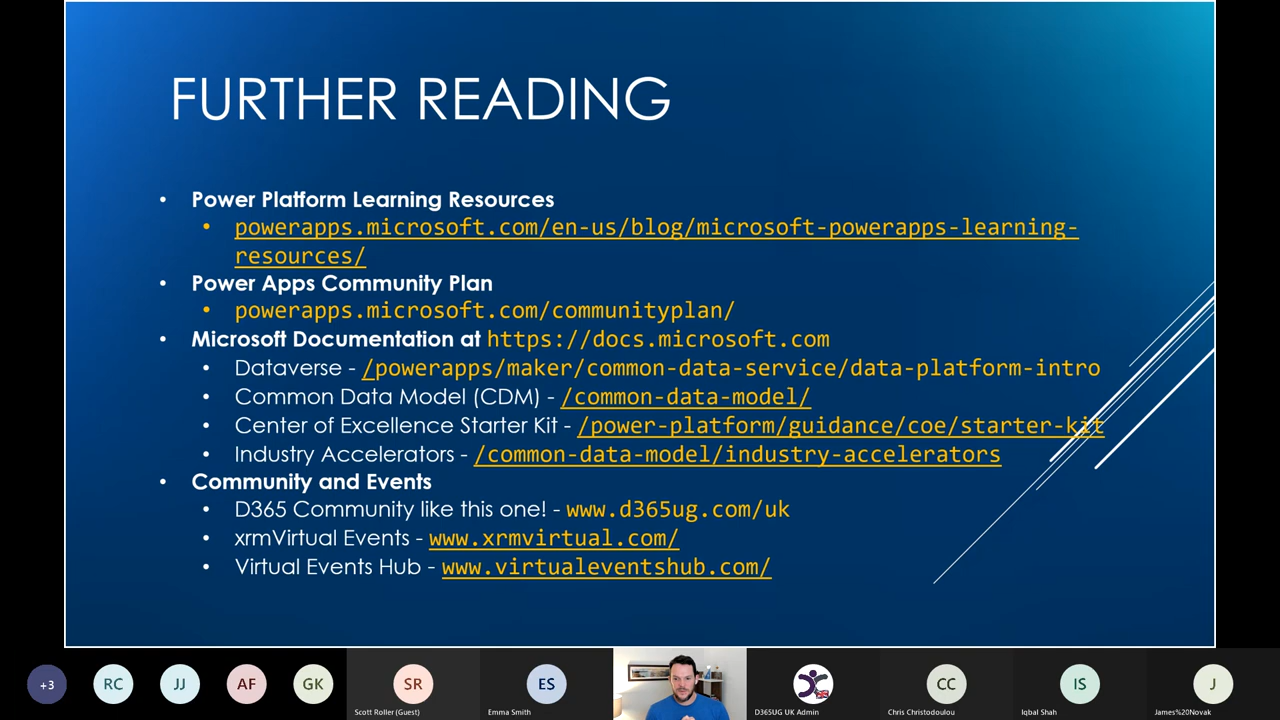 FURTHER READING
• Power Platform Learning Resources
• powerapps.microsoft.com/en-us/blog/microsoft-powerapps-learning-
resources/
• Power Apps Community Plan
• powerapps.microsoft.com/communityplan/
• Microsoft Documentation at https://docs.microsoft.com
• Dataverse - /powerapps/maker/common-data-service/data-platform-intro
• Common Data Model (CDM) - /common-data-model/
• Center of Excellence Starter Kit - /power-platform/guidance/coe/starter-kit
• Industry Accelerators - /common-data-model/industry-accelerators
• Community and Events
• D365 Community like this one! - www.d365ug.com/uk
• xrmVirtual Events - www.xrmvirtual.com/
• Virtual Events Hub - www.virtualeventshub.com/
+3 RC JJ AF GK SR ES CC IS J
Scott Roller (Guest) Emma Smith D365UG UK Admin Chris Christodoulou Iqbal Shah James%20Novak